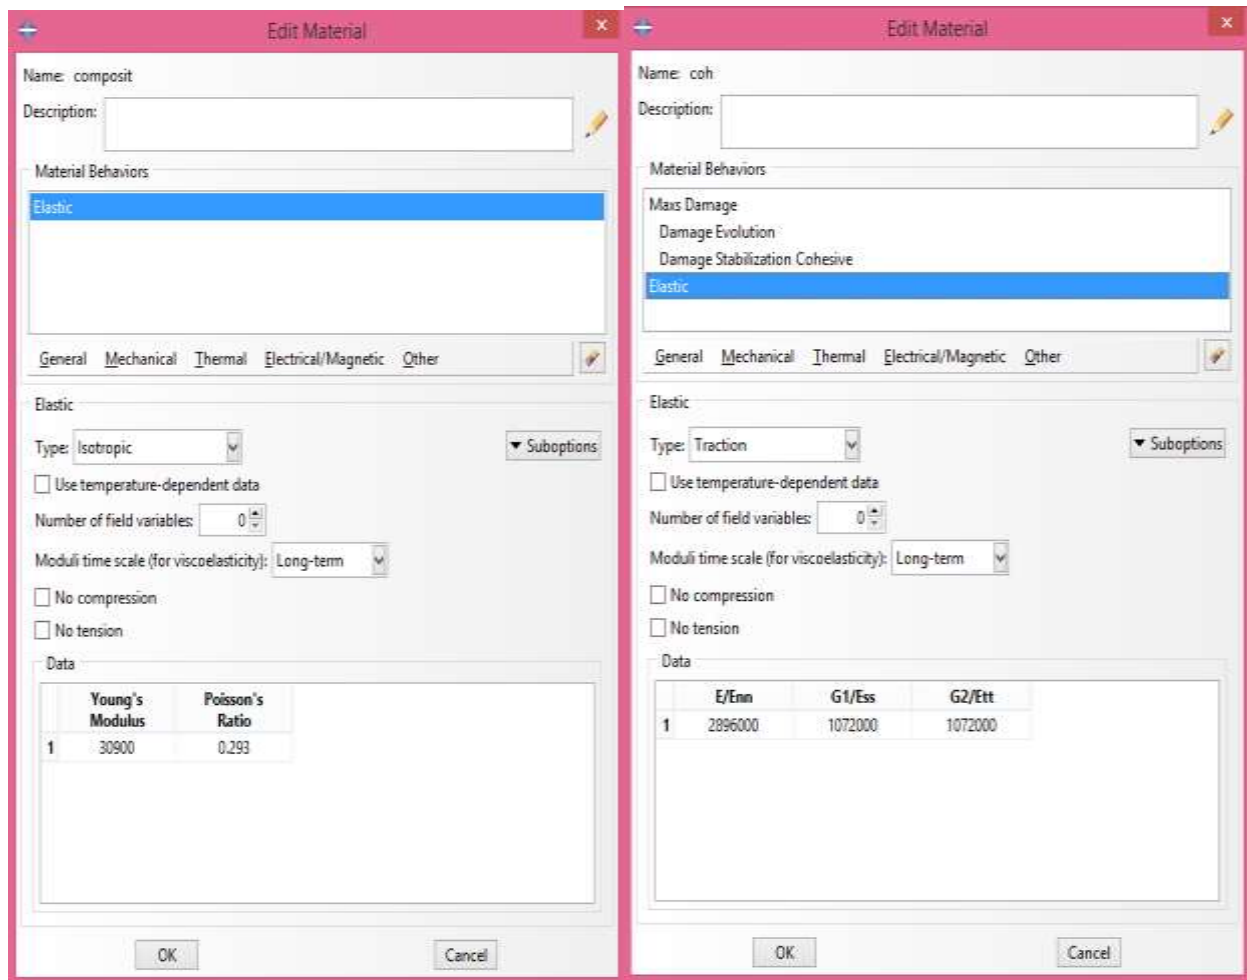 Edit Material
x
Name: composit
Description:
Material Behaviors
Elastic
General Mechanical Thermal Electrical/Magnetic Other
Elastic
Type: Isotropic
Suboptions
Use temperature-dependent data
Number of field variables: 0
Moduli time scale (for viscoelasticity): Long-term
No compression
No tension
Data
Young's Modulus Poisson's Ratio
1 30900 0.293
OK Cancel
Edit Material
x
Name: coh
Description:
Material Behaviors
Maxs Damage
Damage Evolution
Damage Stabilization Cohesive
Elastic
General Mechanical Thermal Electrical/Magnetic Other
Elastic
Type: Traction
Suboptions
Use temperature-dependent data
Number of field variables: 0
Moduli time scale (for viscoelasticity): Long-term
No compression
No tension
Data
E/Enn G1/Ess G2/Ett
1 2896000 1072000 1072000
OK Cancel